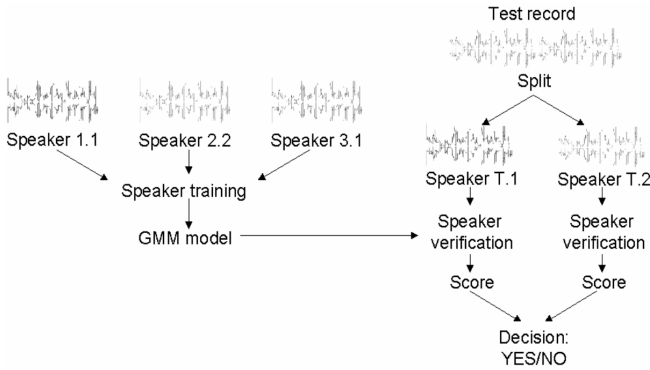 Test record
Split
Speaker 1.1
Speaker 2.2
Speaker 3.1
Speaker training
GMM model
Speaker T.1
Speaker T.2
Speaker
verification
Speaker
verification
Score
Score
Decision:
YES/NO